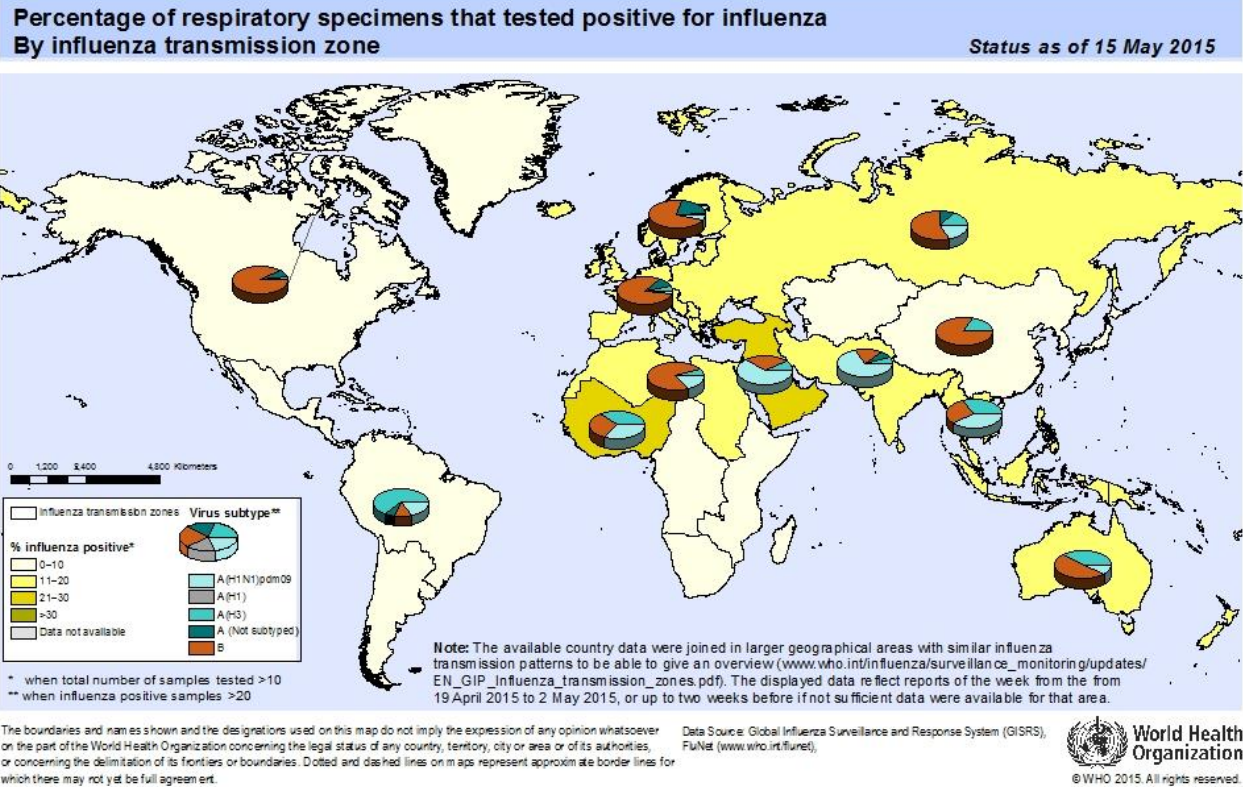 Percentage of respiratory specimens that tested positive for influenza
By influenza transmission zone
Status as of 15 May 2015
0 1,200 2,400 4,800 Kilometers
Influenza transmission zones
% influenza positive*
0–10
11–20
21–30
>30
Data not available
Virus subtype**
A(H1N1)pdm09
A(H1)
A(H3)
A (Not subtyped)
B
* when total number of samples tested >10
** when influenza positive samples >20
Note: The available country data were joined in larger geographical areas with similar influenza
transmission patterns to be able to give an overview (www.who.int/influenza/surveillance_monitoring/updates/
EN_GIP_Influenza_transmission_zones.pdf). The displayed data reflect reports of the week from the from
19 April 2015 to 2 May 2015, or up to two weeks before if not sufficient data were available for that area.
The boundaries and names shown and the designations used on this map do not imply the expression of any opinion whatsoever
on the part of the World Health Organization concerning the legal status of any country, territory, city or area or of its authorities,
or concerning the delimitation of its frontiers or boundaries. Dotted and dashed lines on maps represent approximate border lines for
which there may not yet be full agreement.
Data Source: Global Influenza Surveillance and Response System (GISRS),
FluNet (www.who.int/flunet),
World Health
Organization
© WHO 2015. All rights reserved.